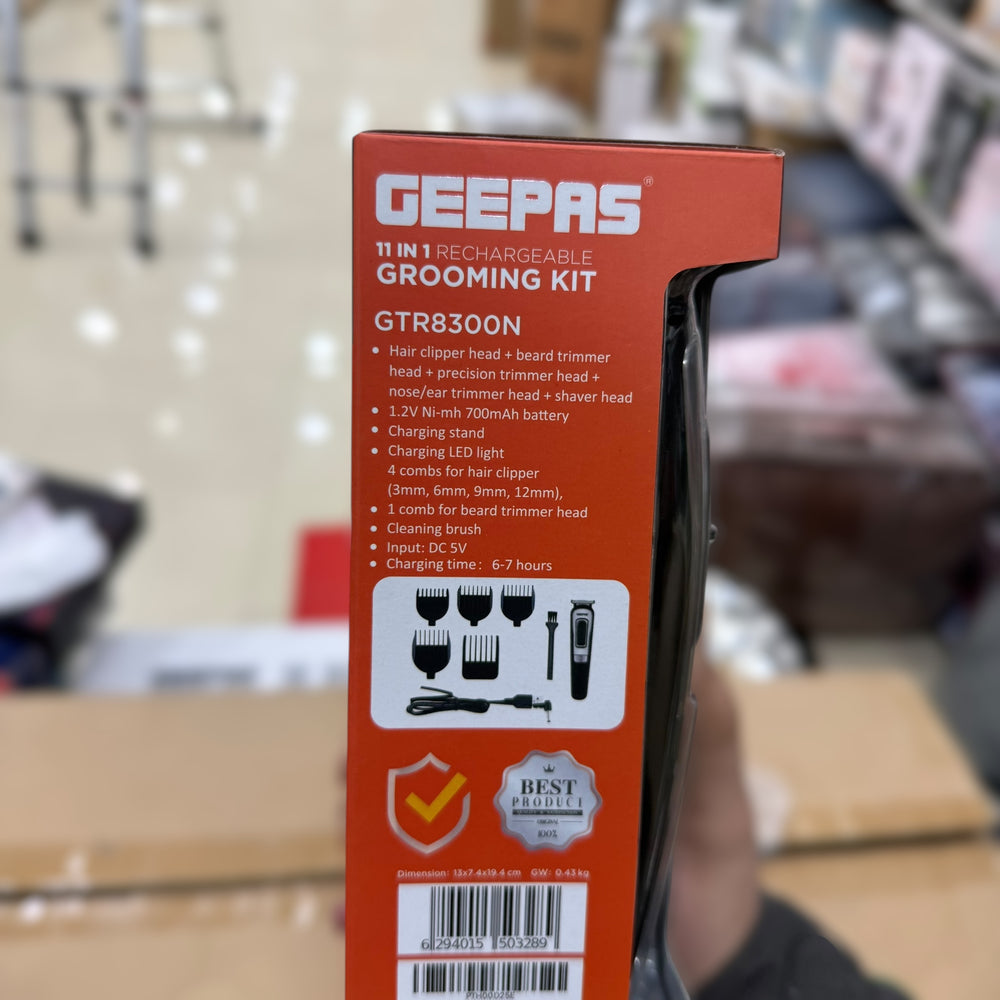 GEEPAS®
11 IN 1 RECHARGEABLE
GROOMING KIT
GTR8300N
• Hair clipper head + beard trimmer
head + precision trimmer head +
nose/ear trimmer head + shaver head
• 1.2V Ni-mh 700mAh battery
• Charging stand
• Charging LED light
4 combs for hair clipper
(3mm, 6mm, 9mm, 12mm),
• 1 comb for beard trimmer head
• Cleaning brush
• Input: DC 5V
• Charging time : 6-7 hours
BEST
PRODUCT
ORIGINAL
100%
Dimension: 13x7.4x19.4 cm GW: 0.43 kg
6 294015 503289